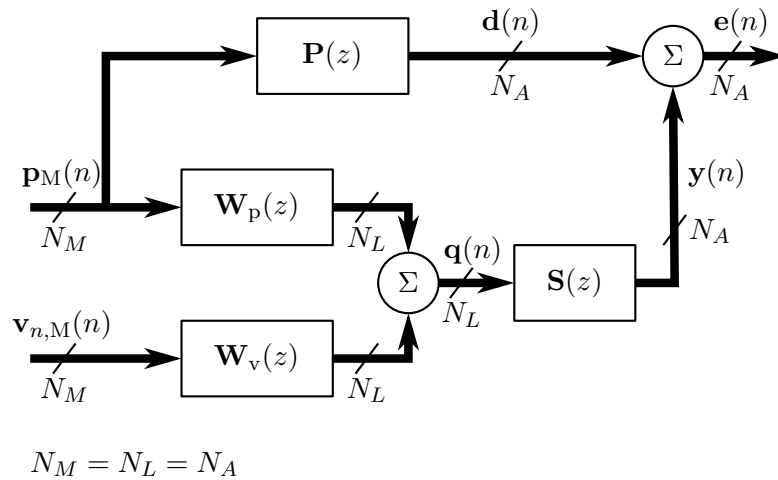 d(n)
e(n)
P(z)
Σ
N_A
N_A
p_M(n)
W_p(z)
y(n)
N_M
N_L
N_A
Σ
q(n)
S(z)
N_L
v_{n,M}(n)
W_v(z)
N_M
N_L
N_M = N_L = N_A